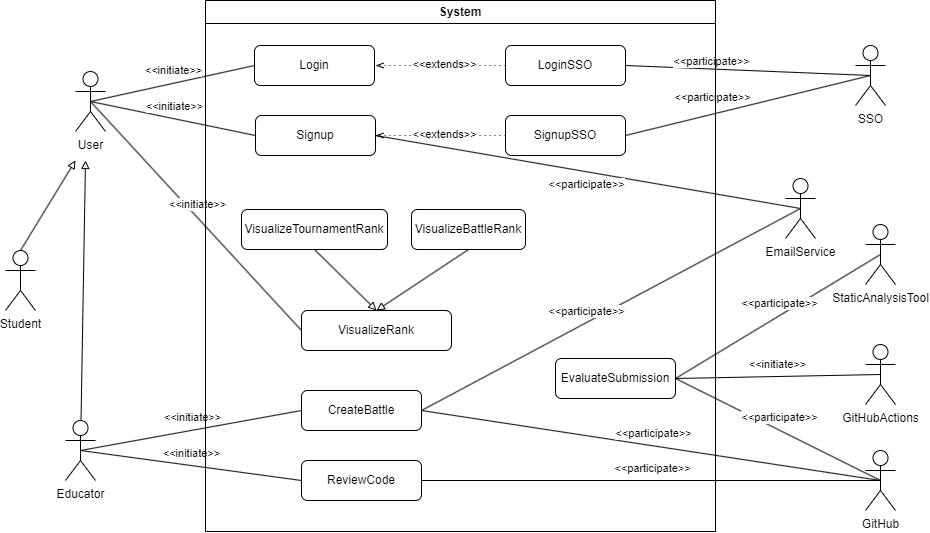 System
Login
<<extends>>
LoginSSO
<<participate>>
<<initiate>>
SSO
<<participate>>
<<initiate>>
Signup
<<extends>>
SignupSSO
User
<<participate>>
<<initiate>>
VisualizeTournamentRank
VisualizeBattleRank
EmailService
StaticAnalysisTool
<<participate>>
<<participate>>
Student
VisualizeRank
<<initiate>>
EvaluateSubmission
CreateBattle
<<initiate>>
<<participate>>
GitHubActions
<<participate>>
<<initiate>>
<<participate>>
ReviewCode
Educator
GitHub